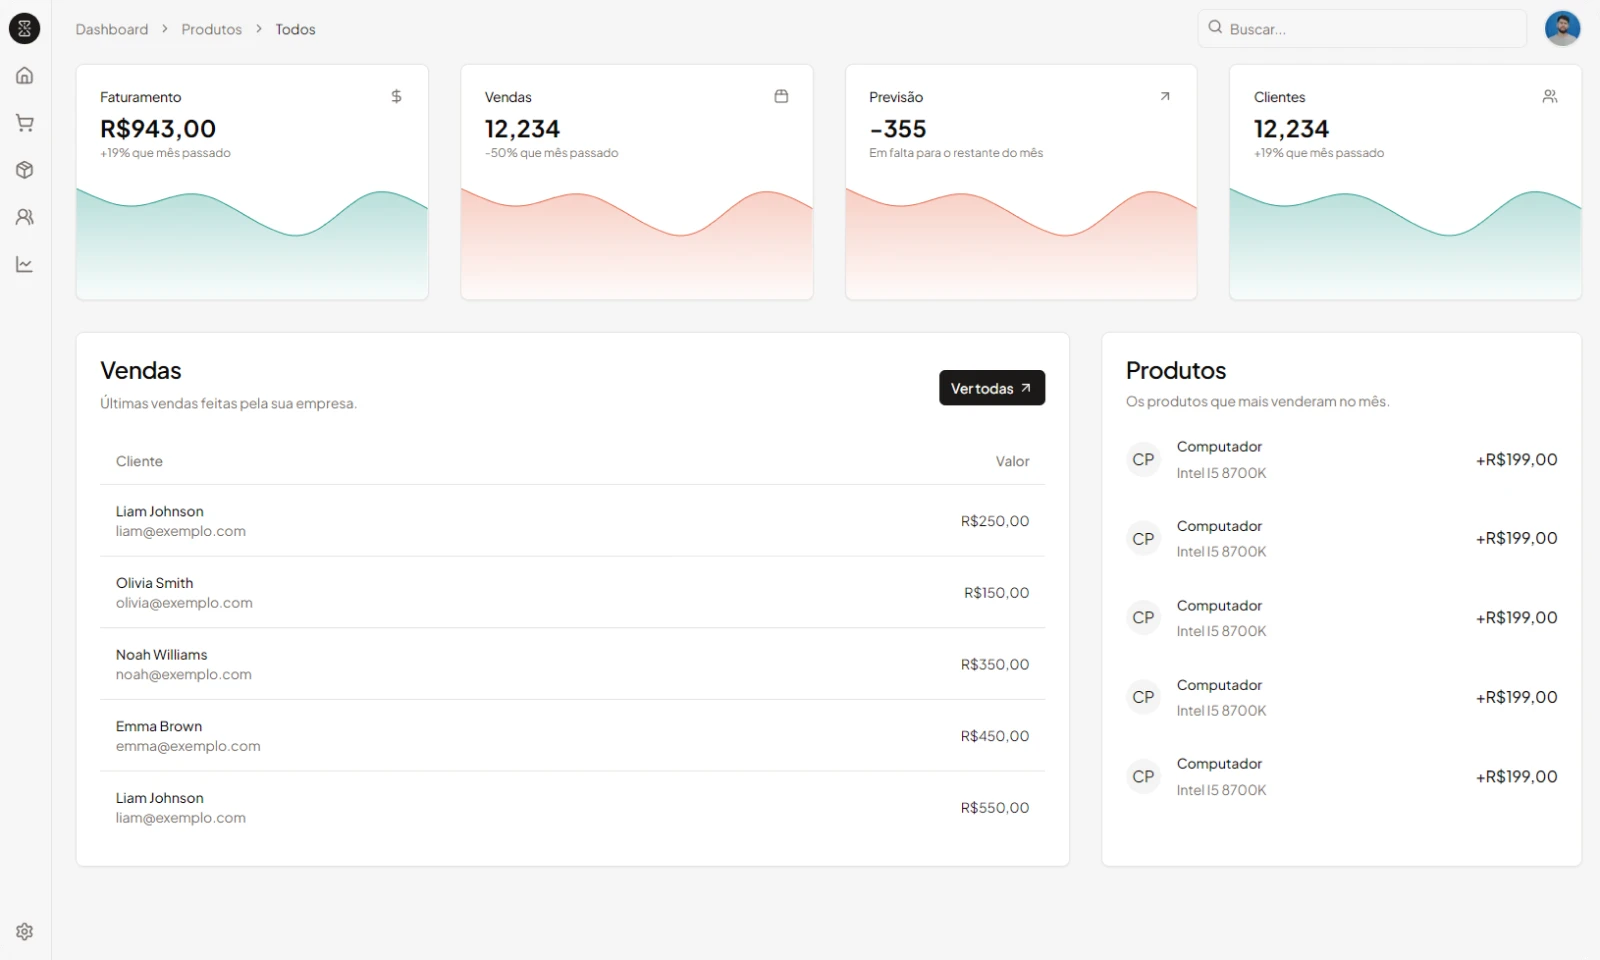 Dashboard > Produtos > Todos
Buscar...
Faturamento
R$943,00
+19% que mês passado
Vendas
12,234
-50% que mês passado
Previsão
-355
Em falta para o restante do mês
Clientes
12,234
+19% que mês passado
Vendas
Últimas vendas feitas pela sua empresa.
Ver todas
Cliente Valor
Liam Johnson
liam@exemplo.com
R$250,00
Olivia Smith
olivia@exemplo.com
R$150,00
Noah Williams
noah@exemplo.com
R$350,00
Emma Brown
emma@exemplo.com
R$450,00
Liam Johnson
liam@exemplo.com
R$550,00
Produtos
Os produtos que mais venderam no mês.
CP
Computador
Intel I5 8700K
+R$199,00
CP
Computador
Intel I5 8700K
+R$199,00
CP
Computador
Intel I5 8700K
+R$199,00
CP
Computador
Intel I5 8700K
+R$199,00
CP
Computador
Intel I5 8700K
+R$199,00